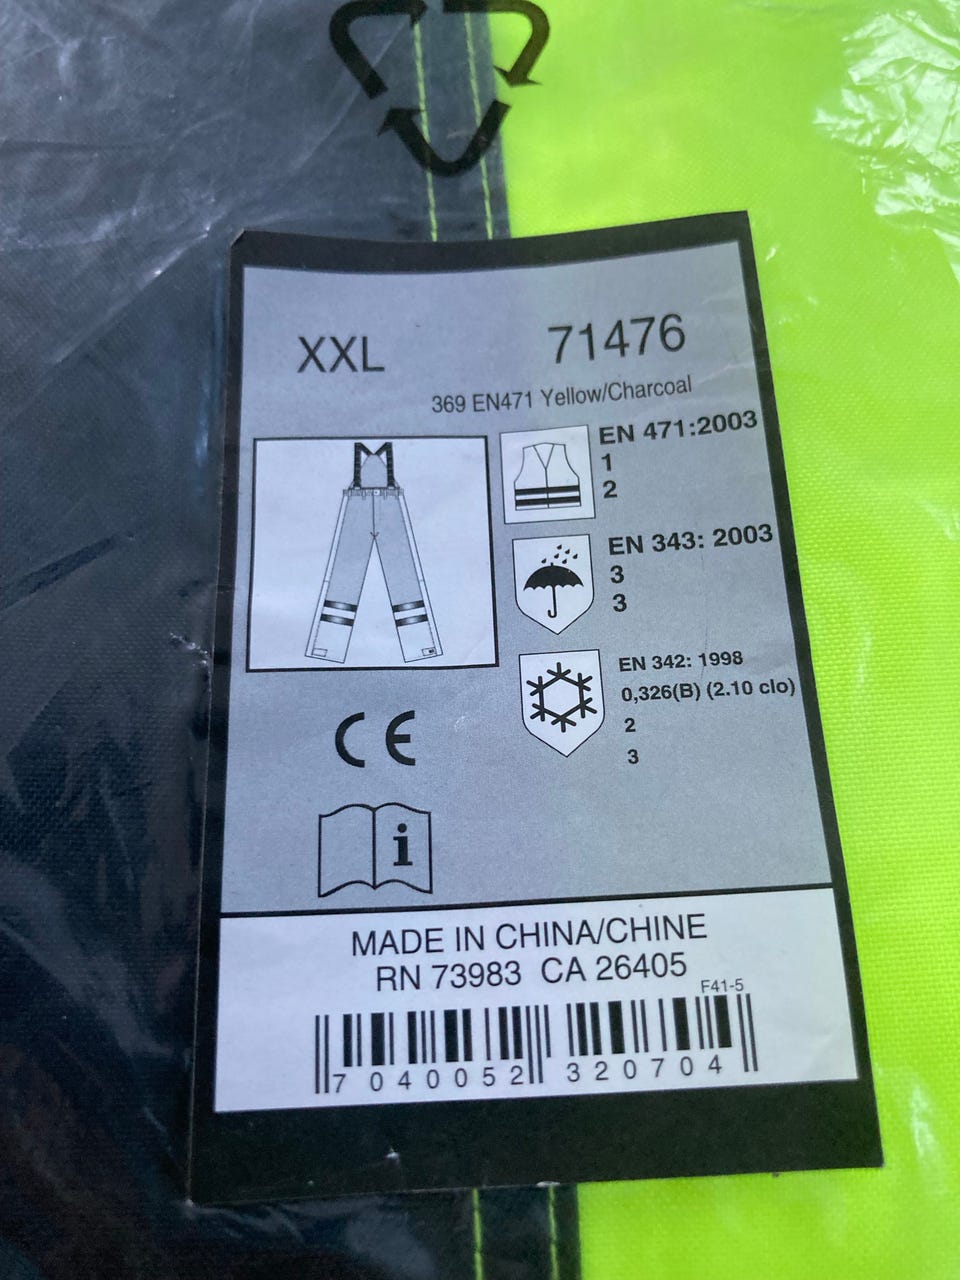 XXL
71476
369 EN471 Yellow/Charcoal
EN 471:2003
1
2
EN 343: 2003
3
3
EN 342: 1998
0,326(B) (2.10 clo)
2
3
CE
i
MADE IN CHINA/CHINE
RN 73983 CA 26405
F41-5
7 040052 320704